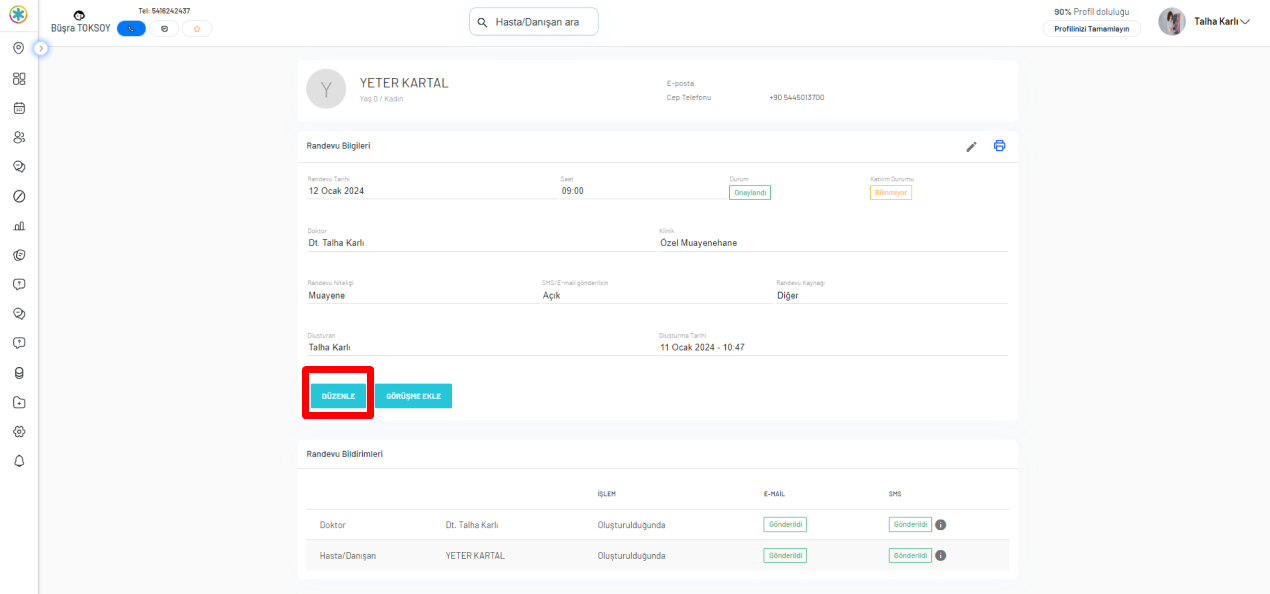 Tel: 5416242437
Büşra TOKSOY
Hasta/Danışan ara
90% Profil doluluğu
Profilinizi Tamamlayın
Talha Karlı
Y
YETER KARTAL
Yaş 0 / Kadın
E-posta
Cep Telefonu +90 5445013700
Randevu Bilgileri
Randevu Tarihi Saat Durum Katılım Durumu
12 Ocak 2024 09:00 Onaylandı Bilinmiyor
Doktor Klinik
Dt. Talha Karlı Özel Muayenehane
Randevu Niteliği SMS/E-mail gönderilsin Randevu Kaynağı
Muayene Açık Diğer
Oluşturan Oluşturma Tarihi
Talha Karlı 11 Ocak 2024 - 10:47
DÜZENLE GÖRÜŞME EKLE
Randevu Bildirimleri
İŞLEM E-MAİL SMS
Doktor Dt. Talha Karlı Oluşturulduğunda Gönderildi Gönderildi
Hasta/Danışan YETER KARTAL Oluşturulduğunda Gönderildi Gönderildi